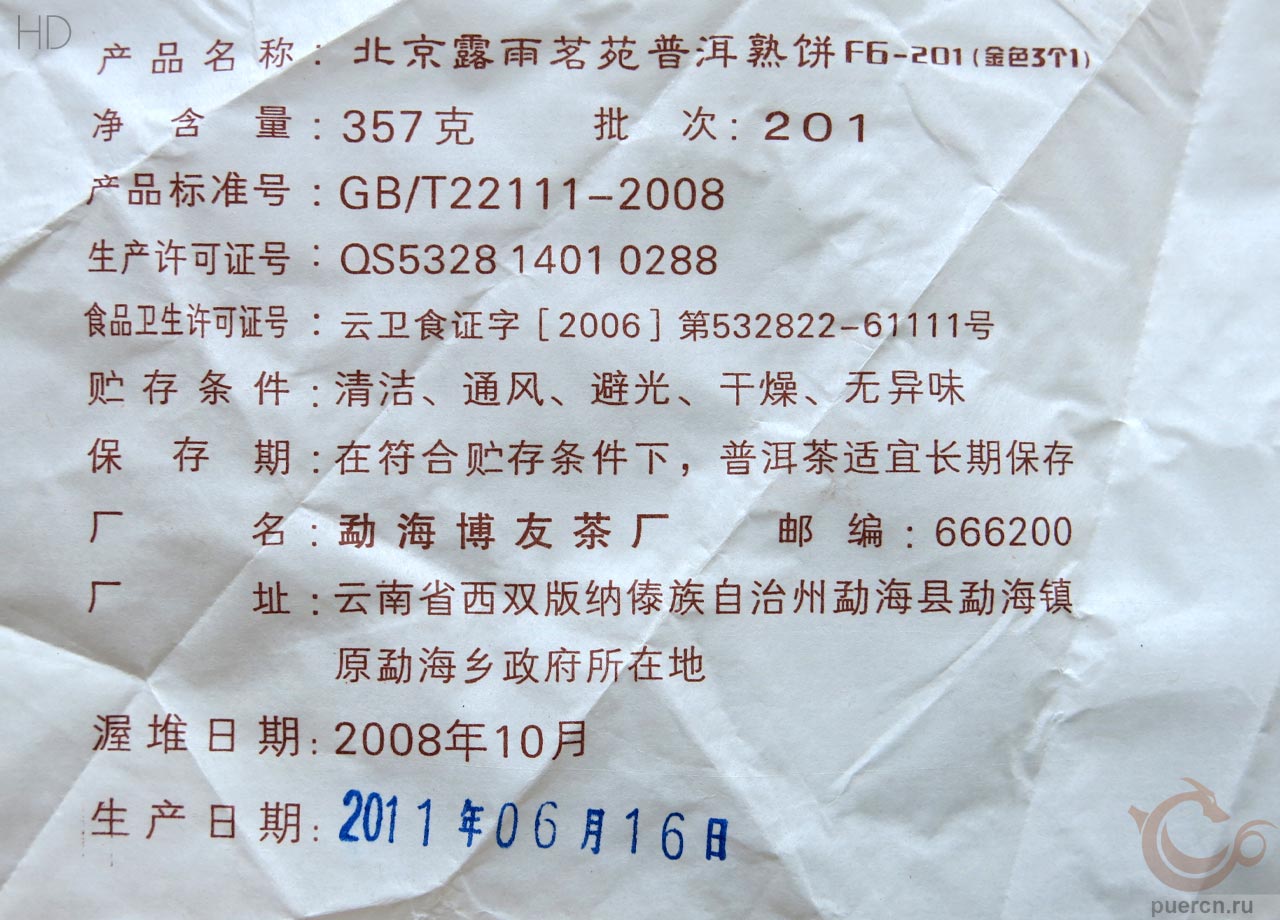 HD
产品名称：北京露雨茗苑普洱熟饼F6-201（金色3个1）
净含量：357克 批次：201
产品标准号：GB/T22111-2008
生产许可证号：QS5328 1401 0288
食品卫生许可证号：云卫食证字［2006］第532822-61111号
贮存条件：清洁、通风、避光、干燥、无异味
保存期：在符合贮存条件下，普洱茶适宜长期保存
厂名：勐海博友茶厂 邮编：666200
厂址：云南省西双版纳傣族自治州勐海县勐海镇
原勐海乡政府所在地
渥堆日期：2008年10月
生产日期：2011年06月16日
puercn.ru